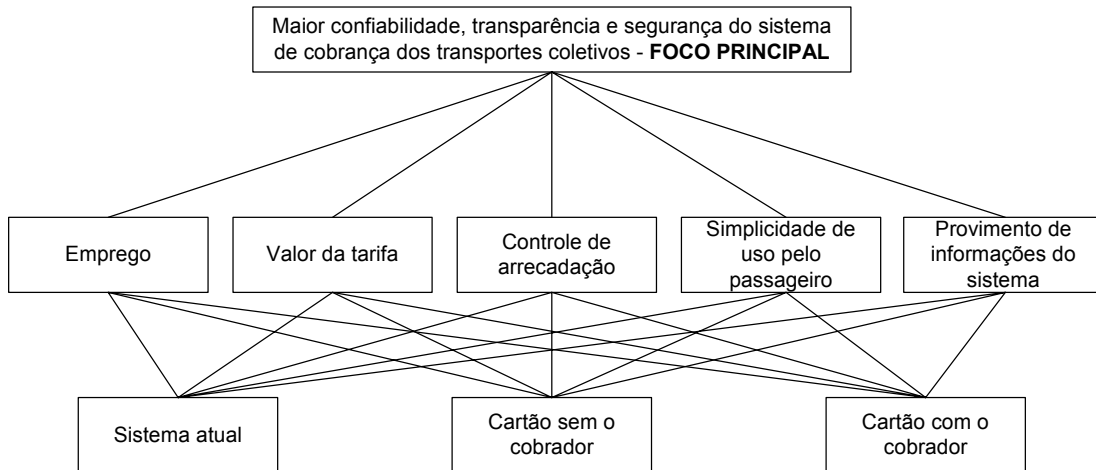 Maior confiabilidade, transparência e segurança do sistema
de cobrança dos transportes coletivos - FOCO PRINCIPAL
Emprego
Valor da tarifa
Controle de
arrecadação
Simplicidade de
uso pelo
passageiro
Provimento de
informações do
sistema
Sistema atual
Cartão sem o
cobrador
Cartão com o
cobrador